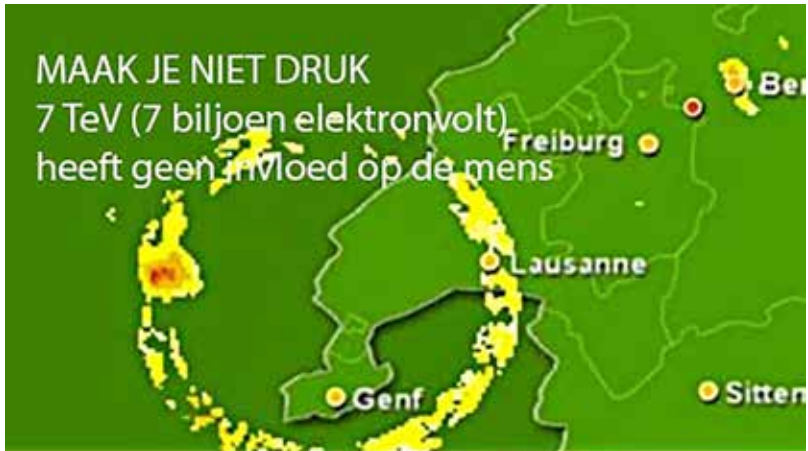 MAAK JE NIET DRUK
7 TeV (7 biljoen elektronvolt)
heeft geen invloed op de mens
Ber
Freiburg
Lausanne
Genf
Sitten